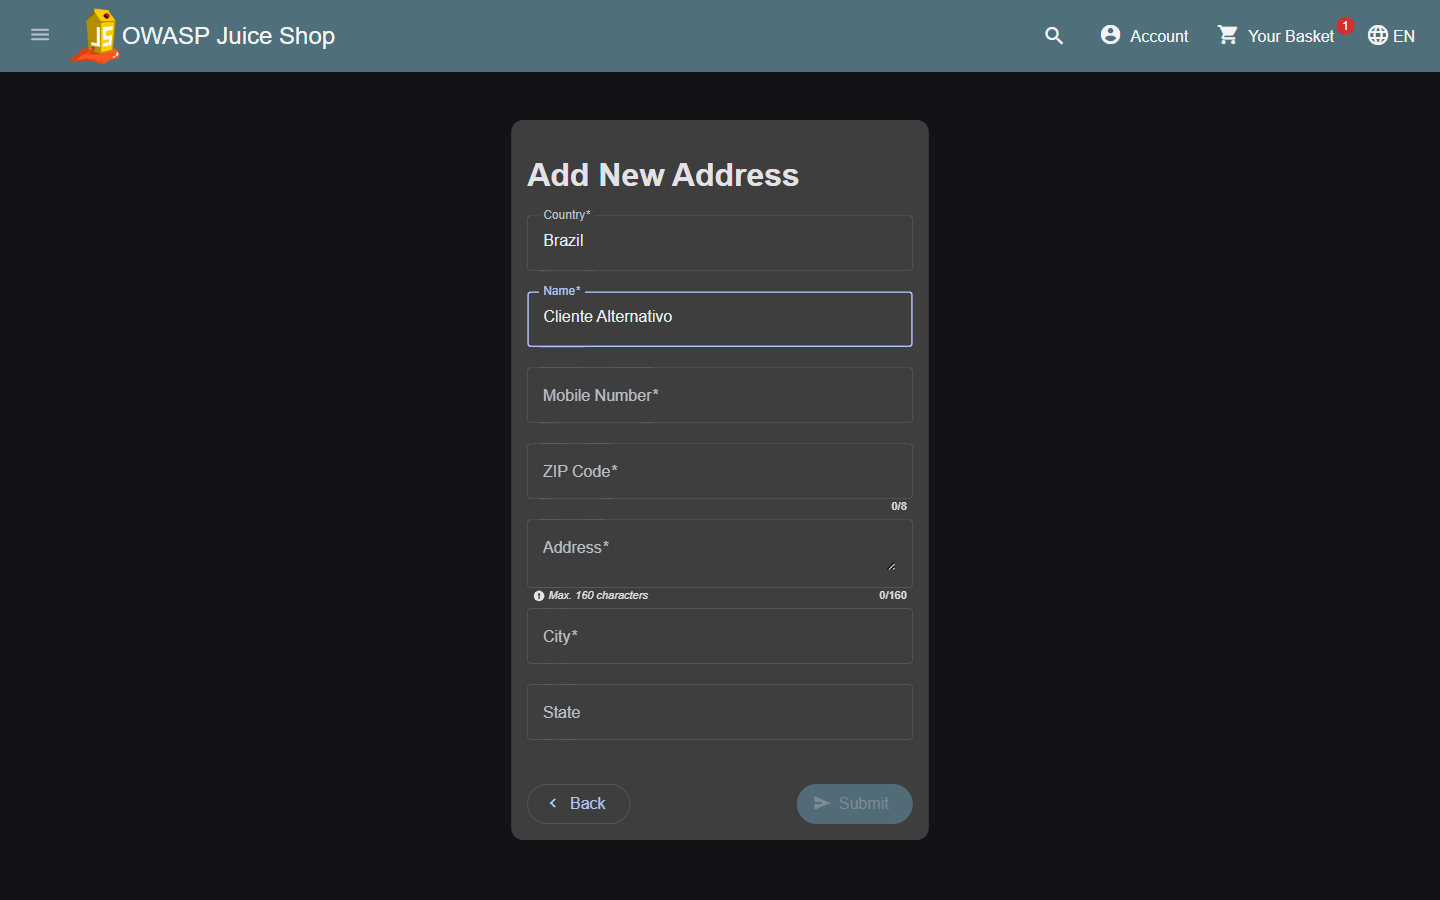 OWASP Juice Shop
Account
Your Basket
1
EN
Add New Address
Country*
Brazil
Name*
Cliente Alternativo
Mobile Number*
ZIP Code*
0/8
Address*
Max. 160 characters
0/160
City*
State
Back
Submit